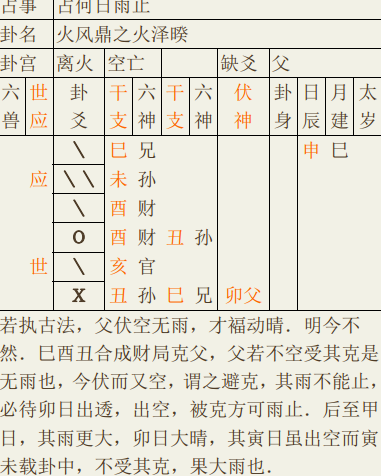 占事 占何日雨止
卦名 火风鼎之火泽睽
卦宫 离火 空亡 缺爻 父
六兽 世应 卦爻 干支 六神 干支 六神 伏神 卦身 日辰 月建 太岁
\ 巳 兄 申 巳
应 \\ 未 孙
\ 酉 财
O 酉 财 丑 孙
世 \ 亥 官
X 丑 孙 巳 兄 卯父
若执古法，父伏空无雨，才福动晴．明今不
然．巳酉丑合成财局克父，父若不空受其克是
无雨也，今伏而又空，谓之避克，其雨不能止，
必待卯日出透，出空，被克方可雨止．后至甲
日，其雨更大，卯日大晴，其寅日虽出空而寅
未载卦中，不受其克，果大雨也．